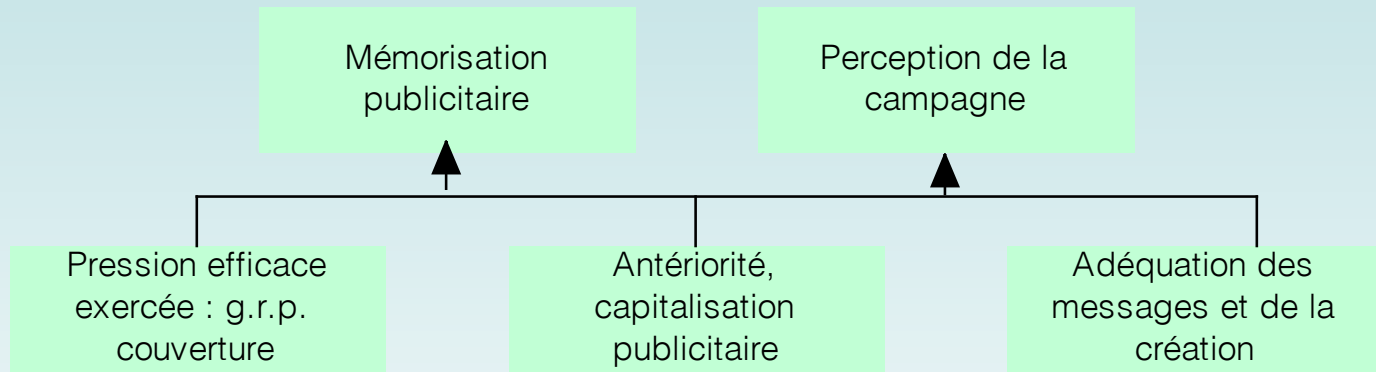 Mémorisation
publicitaire
Perception de la
campagne
Pression efficace
exercée : g.r.p.
couverture
Antériorité,
capitalisation
publicitaire
Adéquation des
messages et de la
création